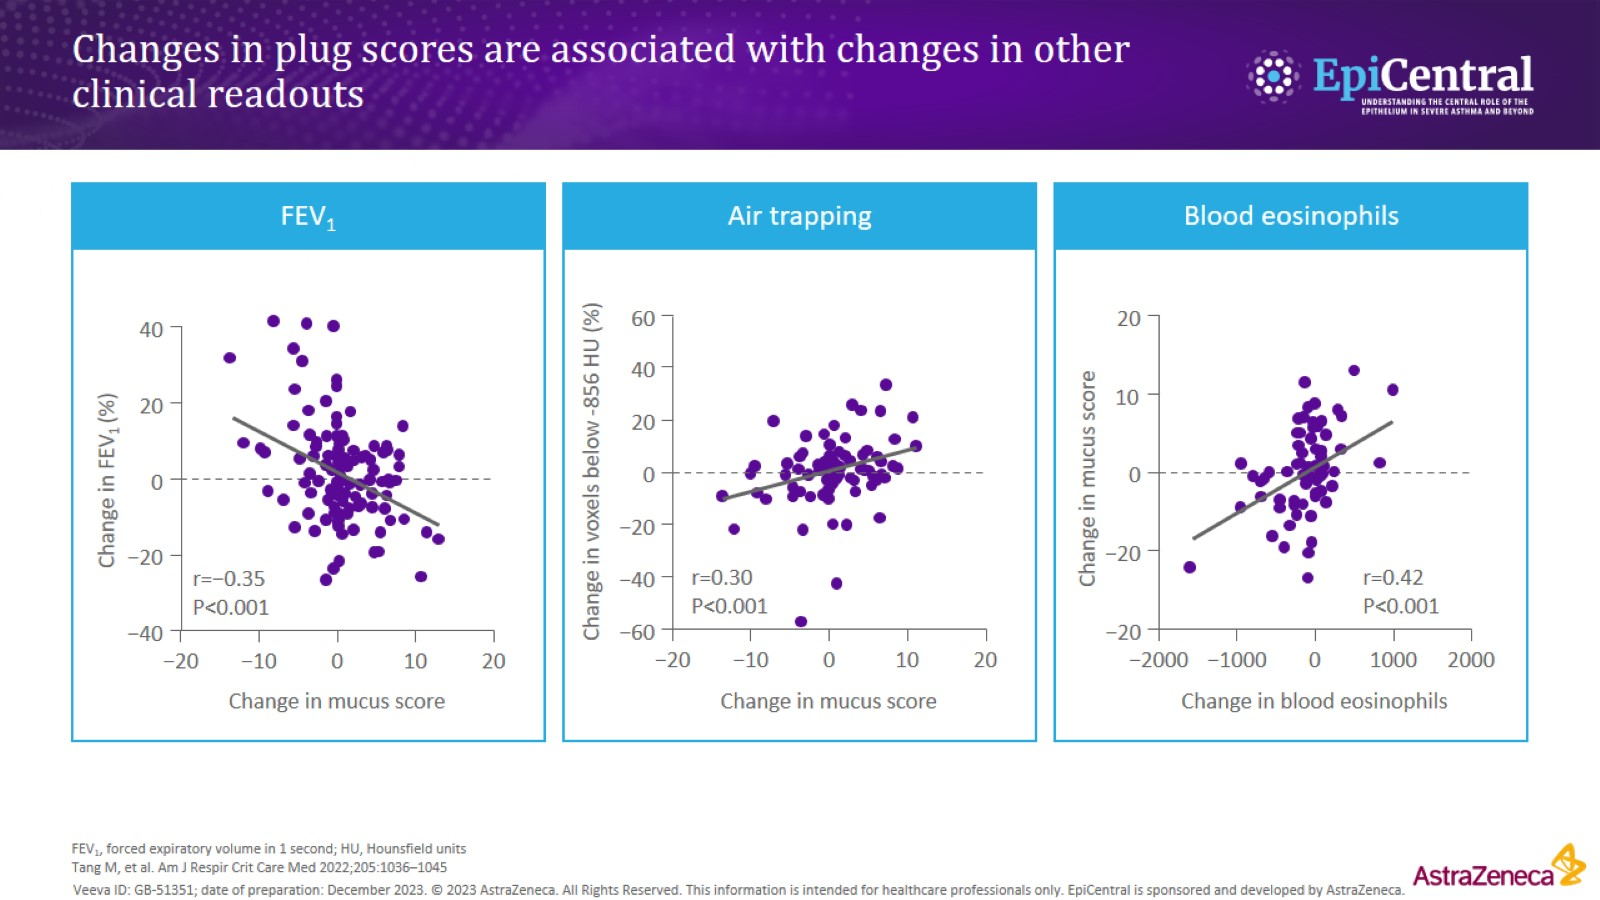 Changes in plug scores are associated with changes in other
clinical readouts
EpiCentral
UNDERSTANDING THE CENTRAL ROLE OF THE
EPITHELIUM IN SEVERE ASTHMA AND BEYOND
FEV₁
40
20
0
−20
−40
−20 −10 0 10 20
Change in FEV₁ (%)
Change in mucus score
r=−0.35
P<0.001
Air trapping
60
40
20
0
−20
−40
−60
−20 −10 0 10 20
Change in voxels below -856 HU (%)
Change in mucus score
r=0.30
P<0.001
Blood eosinophils
20
10
0
−20
−20
−2000 −1000 0 1000 2000
Change in mucus score
Change in blood eosinophils
r=0.42
P<0.001
FEV₁, forced expiratory volume in 1 second; HU, Hounsfield units
Tang M, et al. Am J Respir Crit Care Med 2022;205:1036–1045
Veeva ID: GB-51351; date of preparation: December 2023. © 2023 AstraZeneca. All Rights Reserved. This information is intended for healthcare professionals only. EpiCentral is sponsored and developed by AstraZeneca.
AstraZeneca